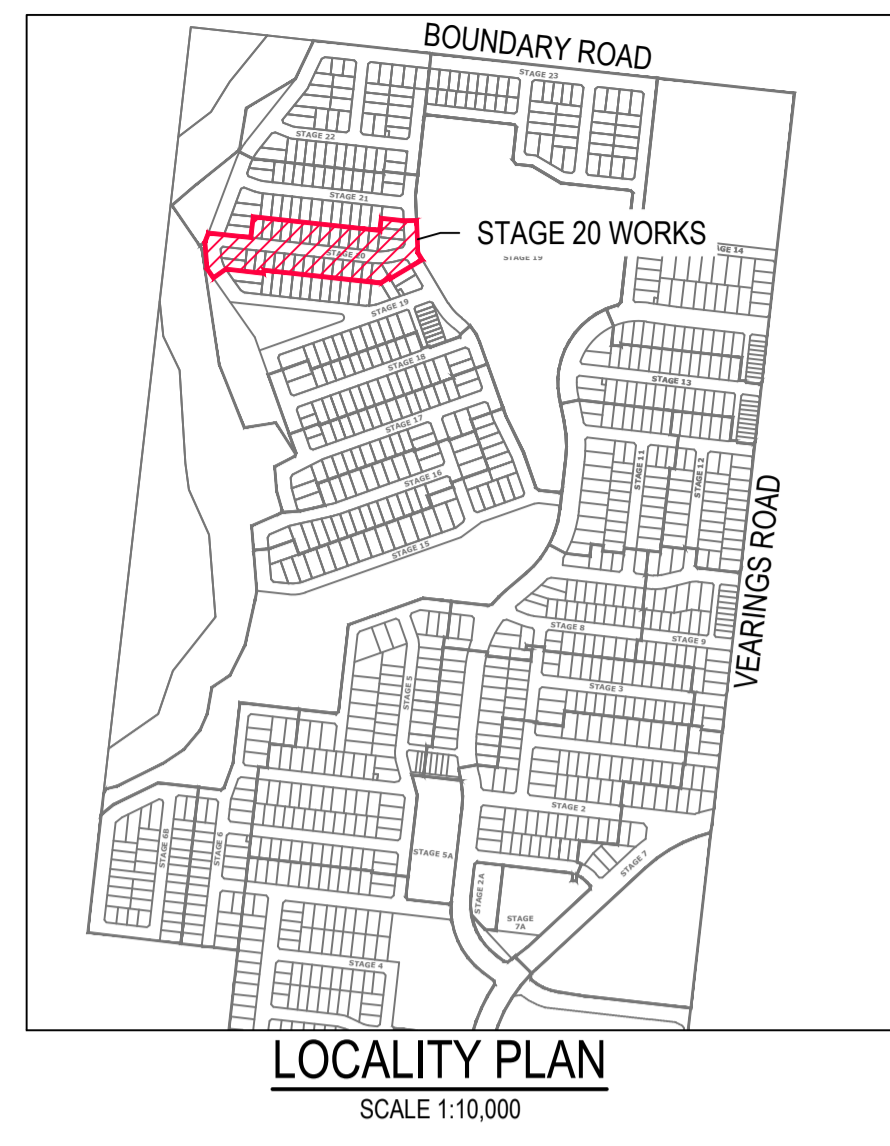 BOUNDARY ROAD
STAGE 23
STAGE 22
STAGE 21
STAGE 20 WORKS
STAGE 20
STAGE 19
GE 14
STAGE 19
STAGE 18
STAGE 13
STAGE 17
STAGE 11
STAGE 12
STAGE 16
STAGE 15
VEARINGS ROAD
STAGE 8
STAGE 9
STAGE 3
STAGE 5
STAGE 2
STAGE 6B
STAGE 6
STAGE 5A
STAGE 7
STAGE 2A
STAGE
7A
STAGE 4
LOCALITY PLAN
SCALE 1:10,000